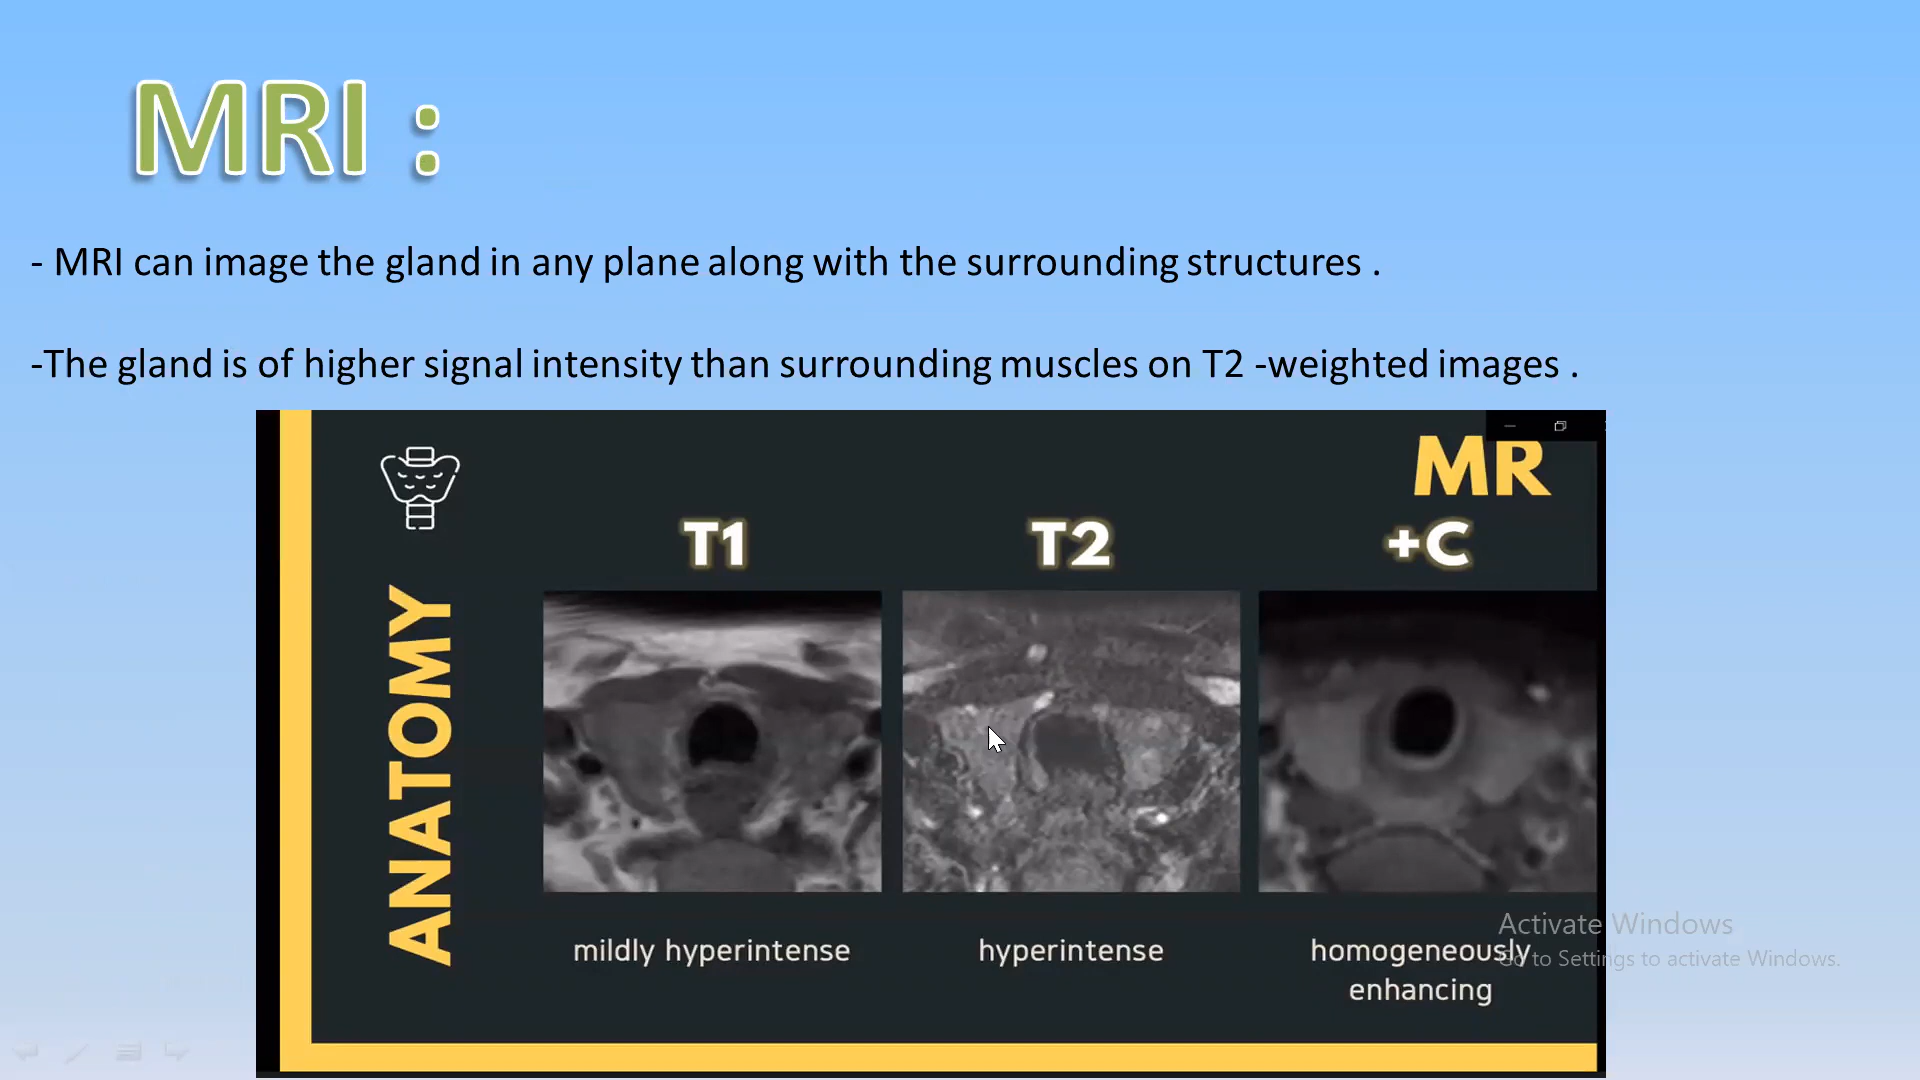 MRI :
- MRI can image the gland in any plane along with the surrounding structures .
-The gland is of higher signal intensity than surrounding muscles on T2 -weighted images .
MR
T1 T2 +C
ANATOMY
mildly hyperintense hyperintense homogeneously
enhancing
Activate Windows
Go to Settings to activate Windows.